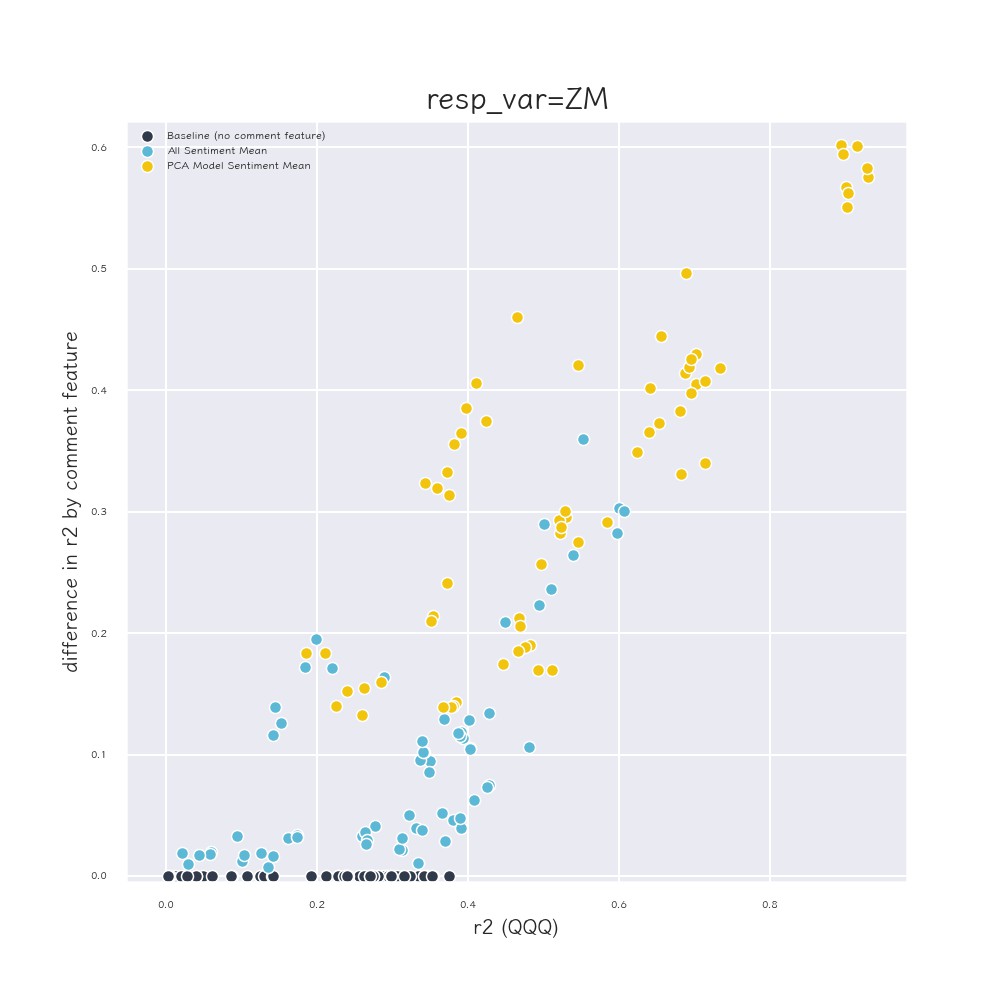 resp_var=ZM
Baseline (no comment feature)
All Sentiment Mean
PCA Model Sentiment Mean
difference in r2 by comment feature
0.6
0.5
0.4
0.3
0.2
0.1
0.0
0.0 0.2 0.4 0.6 0.8
r2 (QQQ)